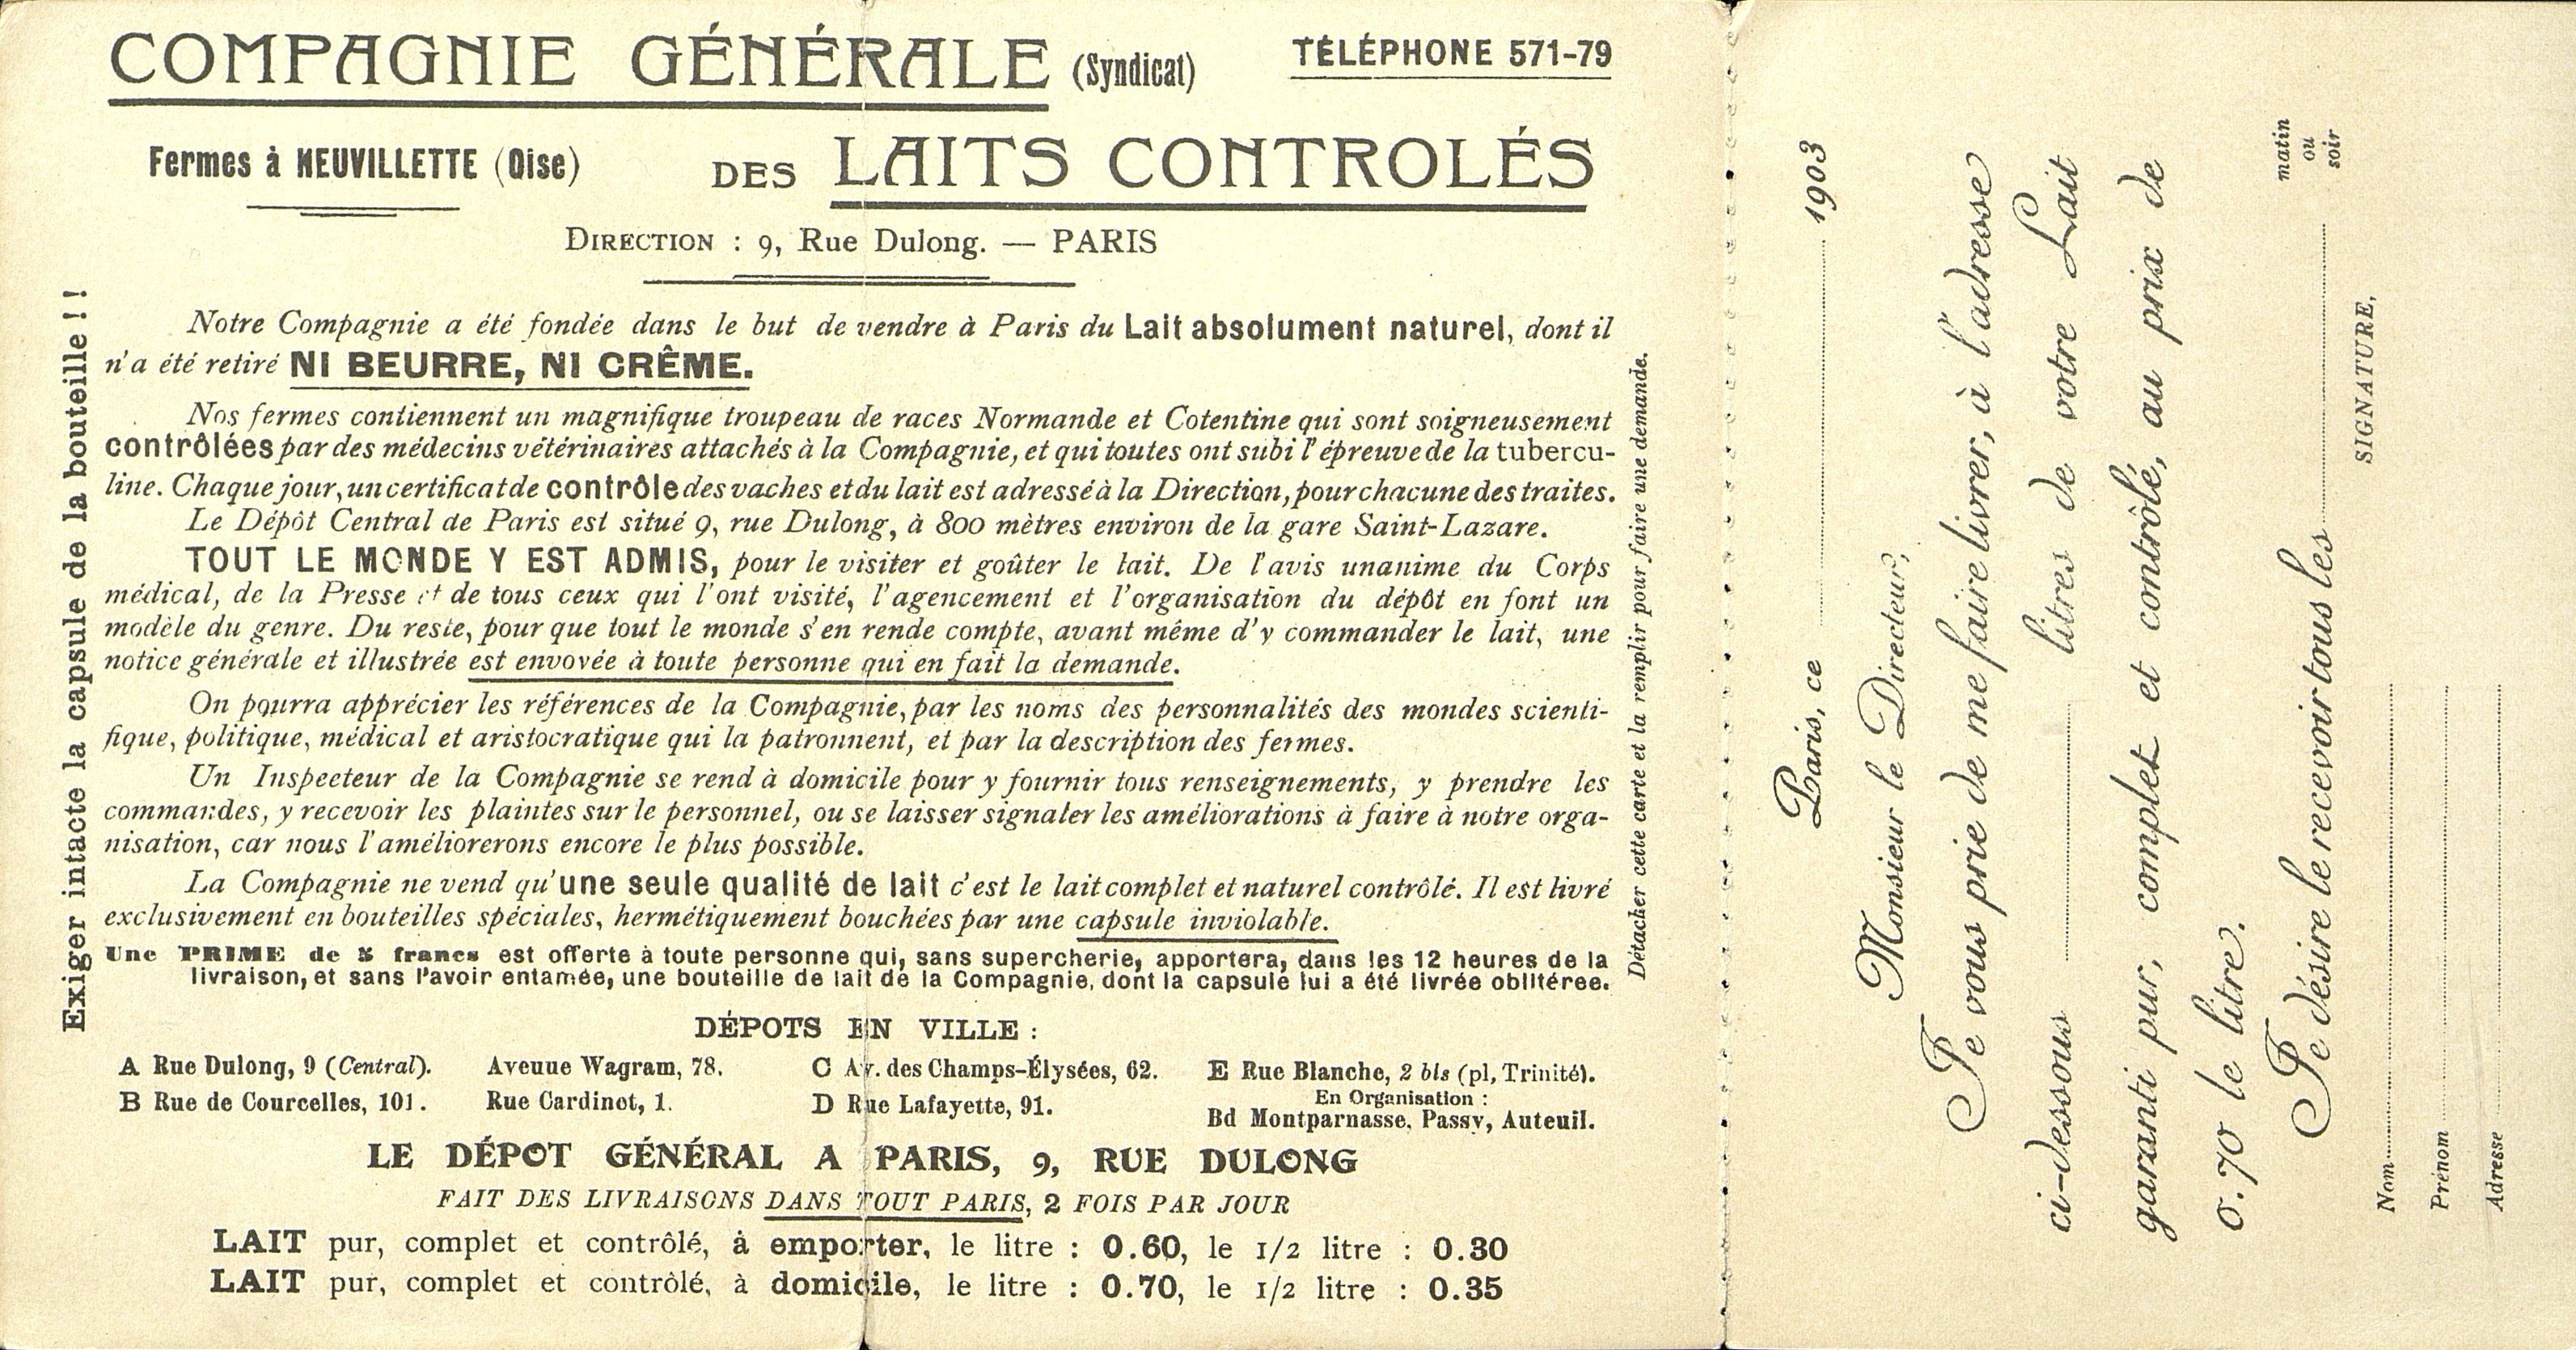 COMPAGNIE GÉNÉRALE (Syndicat)
TÉLÉPHONE 571-79
Fermes à NEUVILLETTE (Oise)
DES LAITS CONTROLÉS
DIRECTION : 9, Rue Dulong. — PARIS
Exiger intacte la capsule de la bouteille ! !
Notre Compagnie a été fondée dans le but de vendre à Paris du Lait absolument naturel, dont il
n'a été retiré NI BEURRE, NI CRÊME.
Nos fermes contiennent un magnifique troupeau de races Normande et Cotentine qui sont soigneusement
contrôlées par des médecins vétérinaires attachés à la Compagnie, et qui toutes ont subi l'épreuve de la tubercu-
line. Chaque jour, un certificat de contrôle des vaches et du lait est adressé à la Direction, pour chacune des traites.
Le Dépôt Central de Paris est situé 9, rue Dulong, à 800 mètres environ de la gare Saint-Lazare.
TOUT LE MONDE Y EST ADMIS, pour le visiter et goûter le lait. De l'avis unanime du Corps
médical, de la Presse et de tous ceux qui l'ont visité, l'agencement et l'organisation du dépôt en font un
modèle du genre. Du reste, pour que tout le monde s'en rende compte, avant même d'y commander le lait, une
notice générale et illustrée est envoyée à toute personne qui en fait la demande.
On pourra apprécier les références de la Compagnie, par les noms des personnalités des mondes scienti-
fique, politique, médical et aristocratique qui la patronnent, et par la description des fermes.
Un Inspecteur de la Compagnie se rend à domicile pour y fournir tous renseignements, y prendre les
commandes, y recevoir les plaintes sur le personnel, ou se laisser signaler les améliorations à faire à notre orga-
nisation, car nous l'améliorerons encore le plus possible.
La Compagnie ne vend qu'une seule qualité de lait c'est le lait complet et naturel contrôlé. Il est livré
exclusivement en bouteilles spéciales, hermétiquement bouchées par une capsule inviolable.
Une PRIME de 5 francs est offerte à toute personne qui, sans supercherie, apportera, dans les 12 heures de la
livraison, et sans l'avoir entamée, une bouteille de lait de la Compagnie, dont la capsule lui a été livrée oblitérée.
DÉPOTS EN VILLE :
A Rue Dulong, 9 (Central). Aveuue Wagram, 78. C Av. des Champs-Élysées, 62. E Rue Blanche, 2 bis (pl, Trinité).
B Rue de Courcelles, 101. Rue Cardinet, 1. D Rue Lafayette, 91.
En Organisation :
Bd Montparnasse, Passy, Auteuil.
LE DÉPOT GÉNÉRAL A PARIS, 9, RUE DULONG
FAIT DES LIVRAISONS DANS TOUT PARIS, 2 FOIS PAR JOUR
LAIT pur, complet et contrôlé, à emporter, le litre : 0.60, le 1/2 litre : 0.30
LAIT pur, complet et contrôlé, à domicile, le litre : 0.70, le 1/2 litre : 0.35
Détacher cette carte et la remplir pour faire une demande.
Paris, ce 1903
Monsieur le Directeur,
Je vous prie de me faire livrer, à l'adresse
ci-dessous litres de votre Lait
garanti pur, complet et contrôlé, au prix de
0.70 le litre.
Je désire le recevoir tous les matin
ou
soir
SIGNATURE,
Nom
Prénom
Adresse